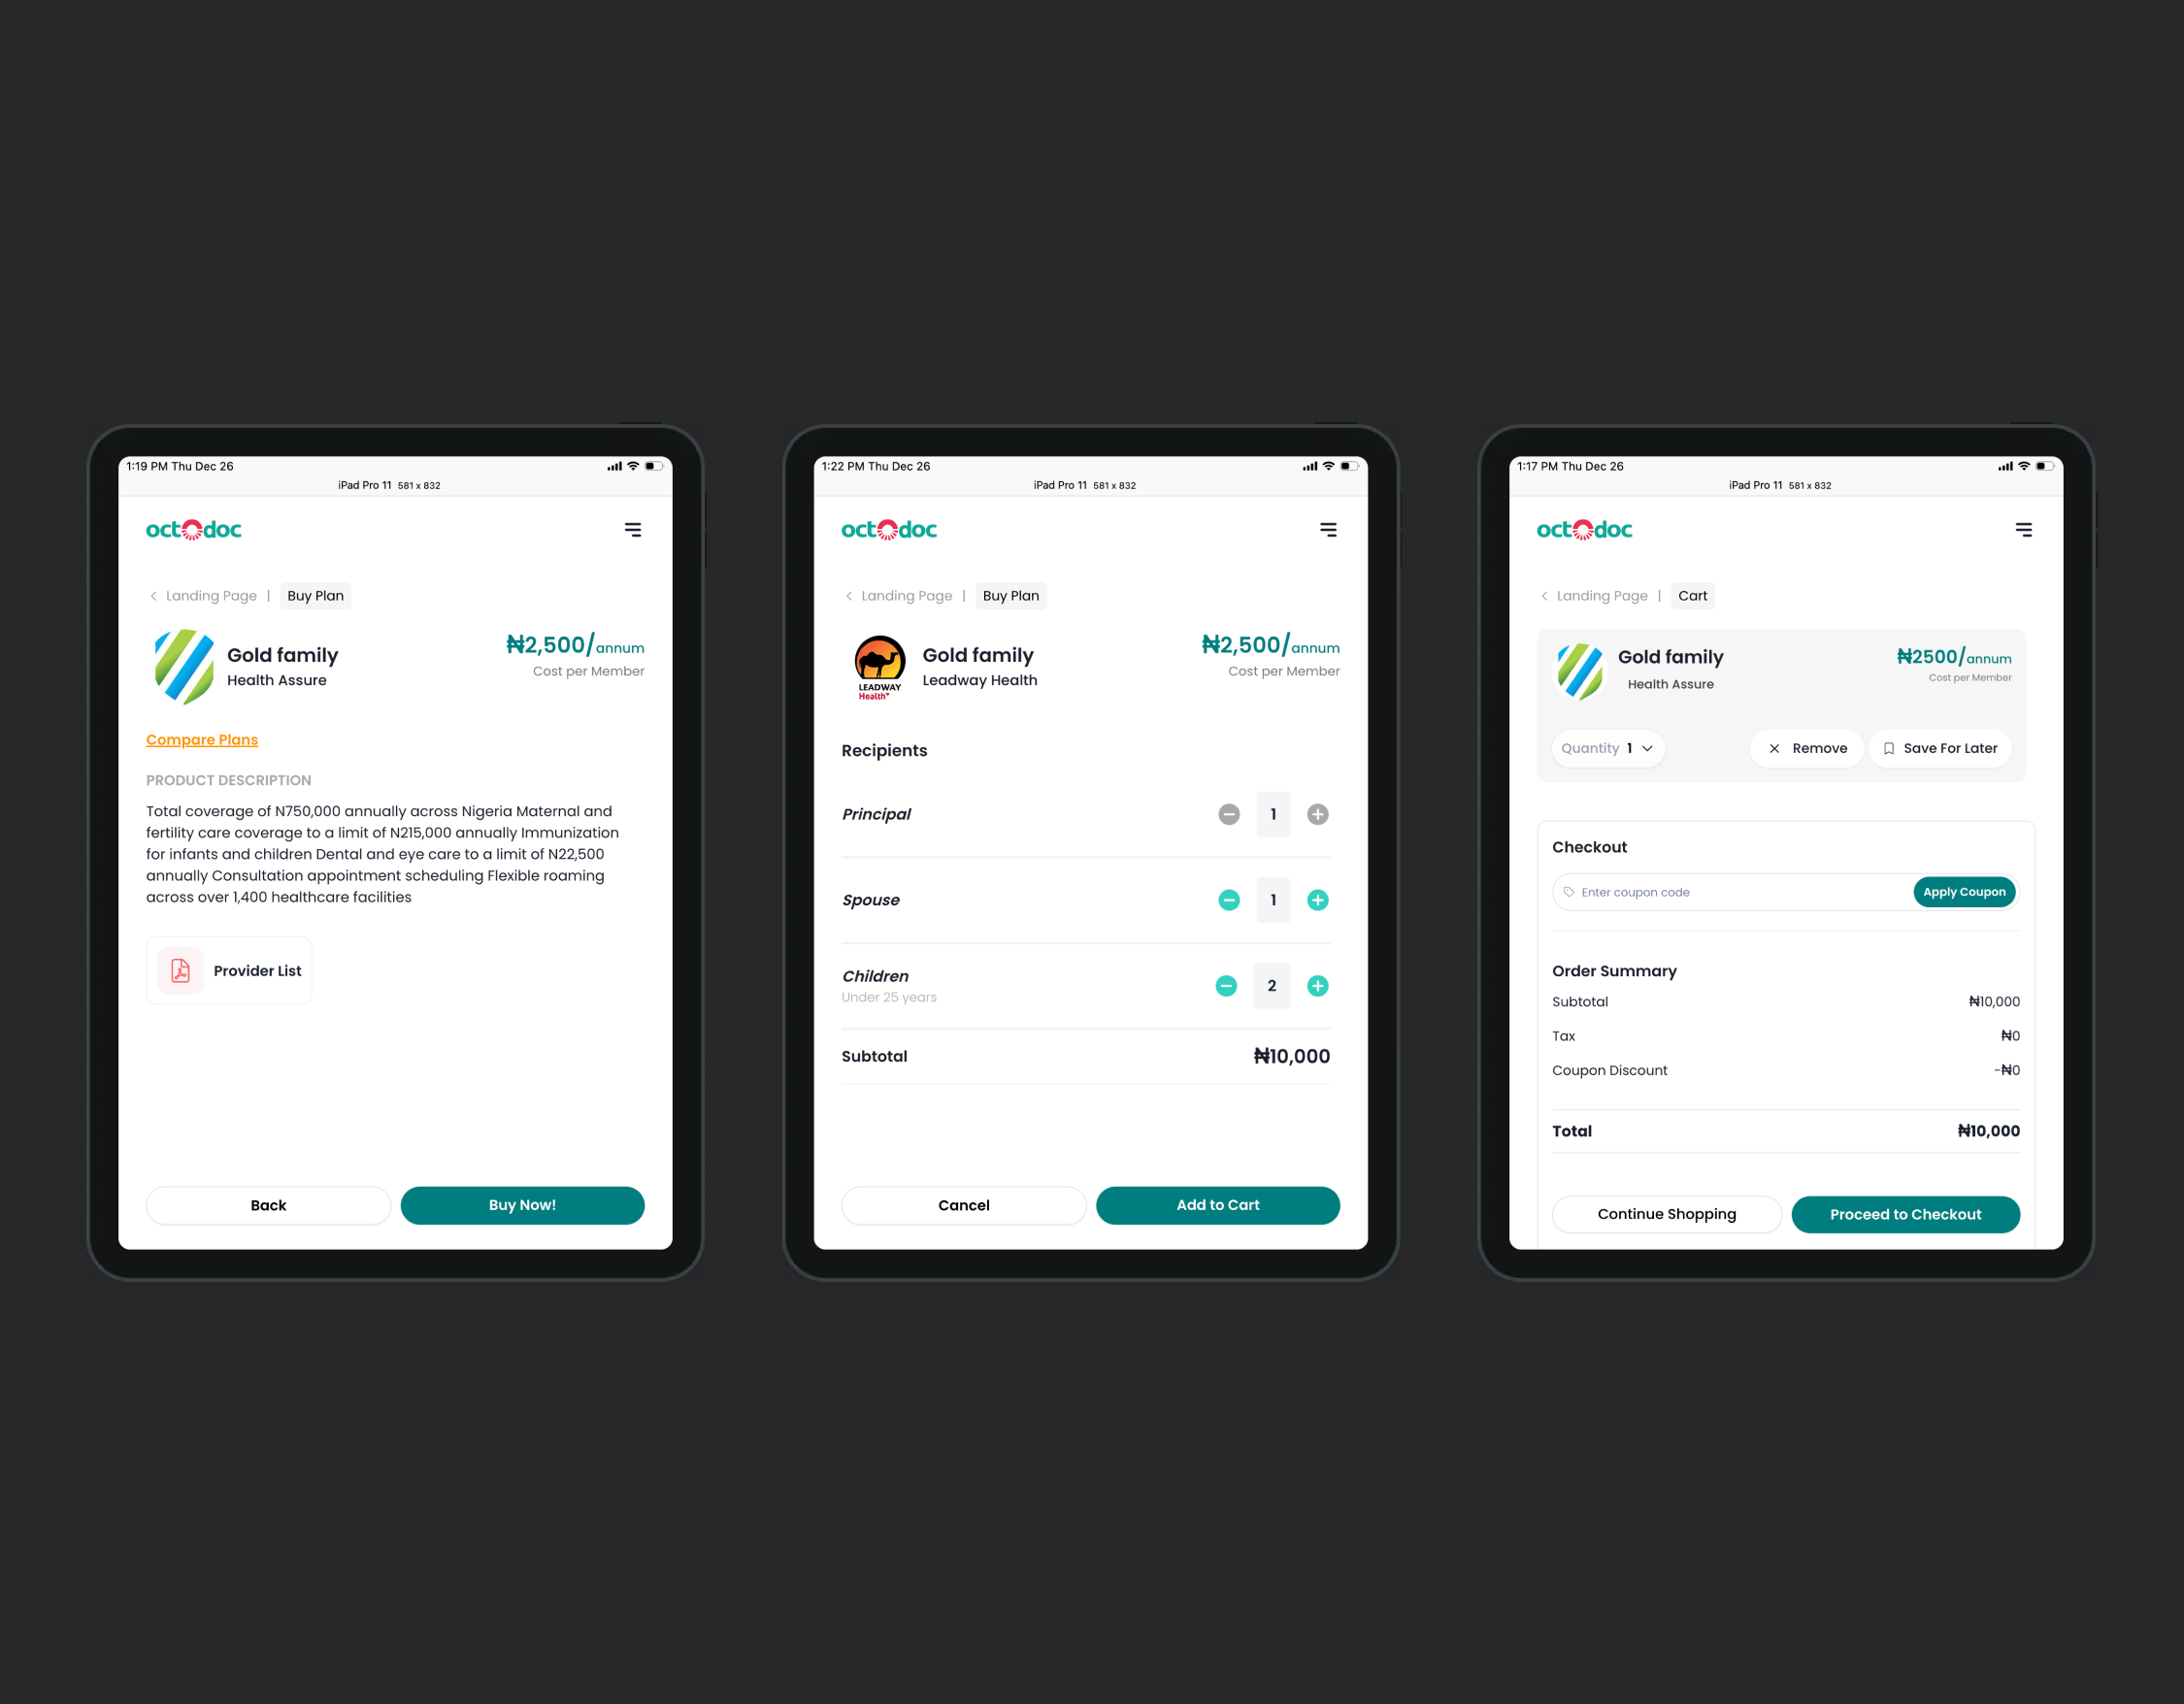 1:19 PM Thu Dec 26
iPad Pro 11 581 x 832
octodoc
Landing Page | Buy Plan
Gold family
Health Assure
₦2,500/annum
Cost per Member
Compare Plans
PRODUCT DESCRIPTION
Total coverage of N750,000 annually across Nigeria Maternal and
fertility care coverage to a limit of N215,000 annually Immunization
for infants and children Dental and eye care to a limit of N22,500
annually Consultation appointment scheduling Flexible roaming
across over 1,400 healthcare facilities
Provider List
Back
Buy Now!
1:22 PM Thu Dec 26
iPad Pro 11 581 x 832
octodoc
Landing Page | Buy Plan
LEADWAY
Health
Gold family
Leadway Health
₦2,500/annum
Cost per Member
Recipients
Principal
1
Spouse
1
Children
Under 25 years
2
Subtotal
₦10,000
Cancel
Add to Cart
1:17 PM Thu Dec 26
iPad Pro 11 581 x 832
octodoc
Landing Page | Cart
Gold family
Health Assure
₦2500/annum
Cost per Member
Quantity 1
Remove
Save For Later
Checkout
Enter coupon code
Apply Coupon
Order Summary
Subtotal
₦10,000
Tax
₦0
Coupon Discount
-₦0
Total
₦10,000
Continue Shopping
Proceed to Checkout